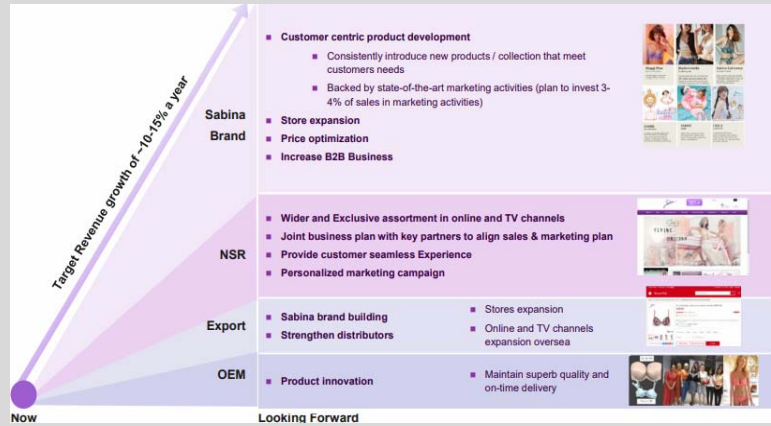 Target Revenue growth of ~10-15% a year
Sabina
Brand
■ Customer centric product development
■ Consistently introduce new products / collection that meet
customers needs
■ Backed by state-of-the-art marketing activities (plan to invest 3-
4% of sales in marketing activities)
■ Store expansion
■ Price optimization
■ Increase B2B Business
NSR
■ Wider and Exclusive assortment in online and TV channels
■ Joint business plan with key partners to align sales & marketing plan
■ Provide customer seamless Experience
■ Personalized marketing campaign
Export
■ Sabina brand building
■ Strengthen distributors
■ Stores expansion
■ Online and TV channels
expansion oversea
OEM
■ Product innovation
■ Maintain superb quality and
on-time delivery
Now
Looking Forward